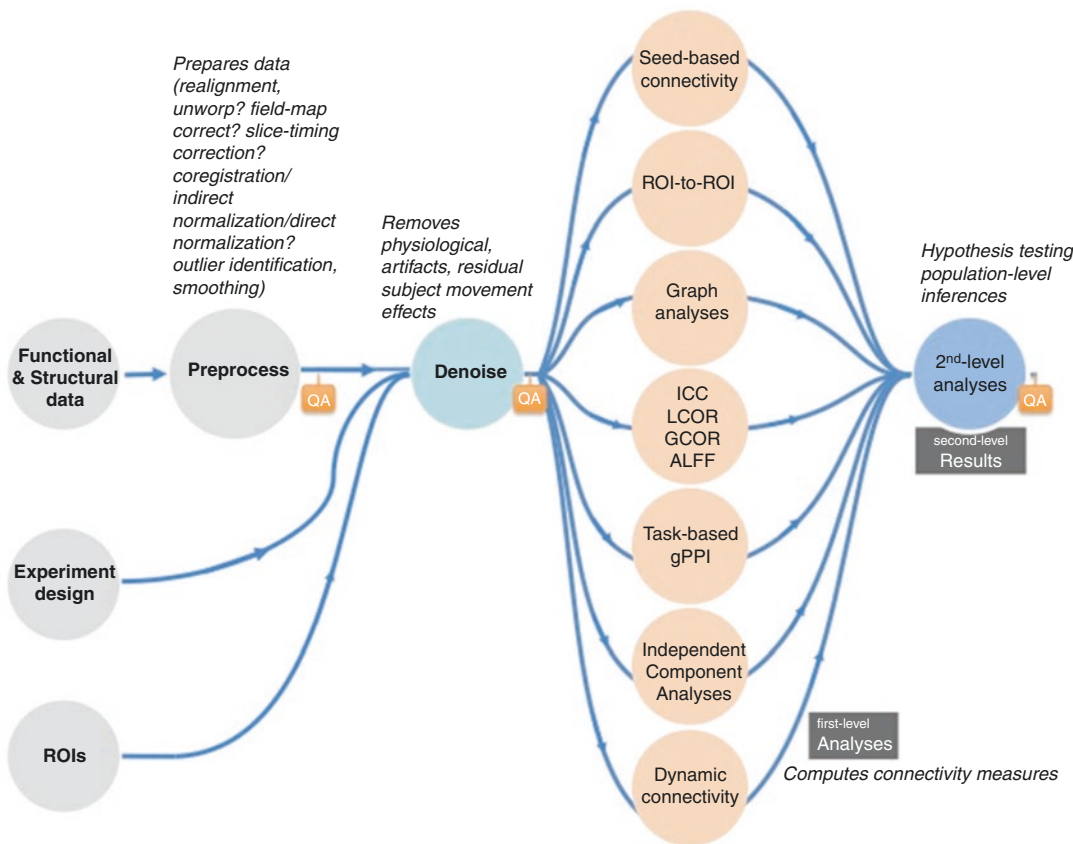 Prepares data
(realignment,
unworp? field-map
correct? slice-timing
correction?
coregistration/
indirect
normalization/direct
normalization?
outlier identification,
smoothing)
Removes
physiological,
artifacts, residual
subject movement
effects
Hypothesis testing
population-level
inferences
Functional
& Structural
data
Preprocess
QA
Experiment
design
ROIs
Denoise
QA
Seed-based
connectivity
ROI-to-ROI
Graph
analyses
ICC
LCOR
GCOR
ALFF
Task-based
gPPI
Independent
Component
Analyses
Dynamic
connectivity
first-level
Analyses
Computes connectivity measures
2nd-level
analyses
QA
second-level
Results